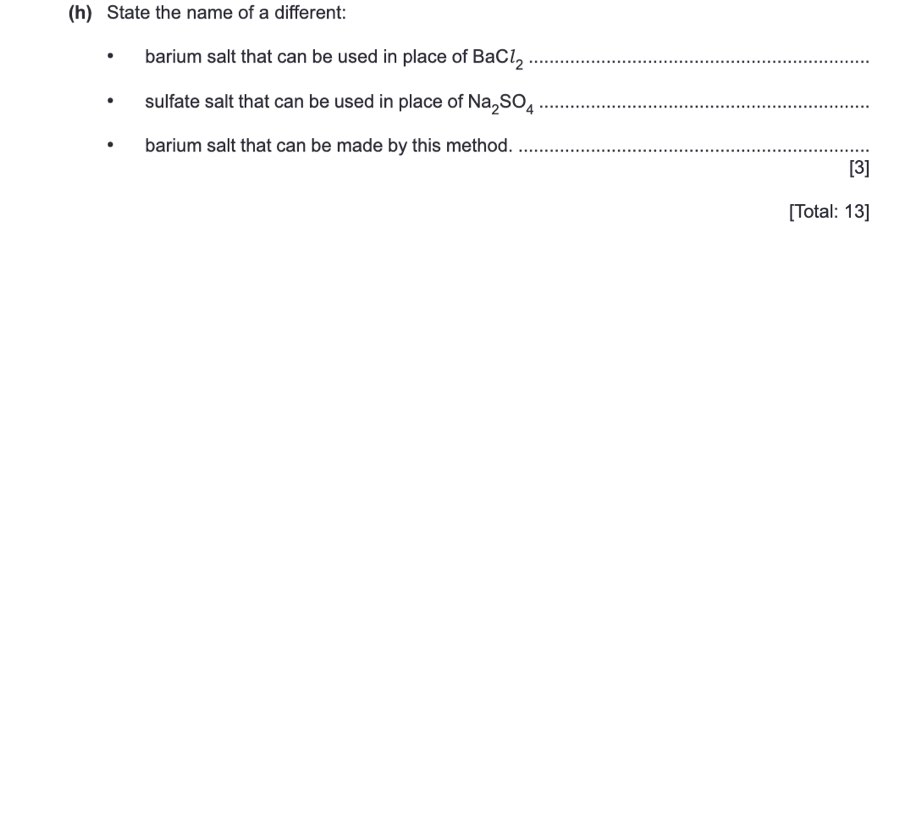 (h) State the name of a different:
• barium salt that can be used in place of BaCl₂ ....................................................................
• sulfate salt that can be used in place of Na₂SO₄ ..................................................................
• barium salt that can be made by this method. ......................................................................
[3]
[Total: 13]